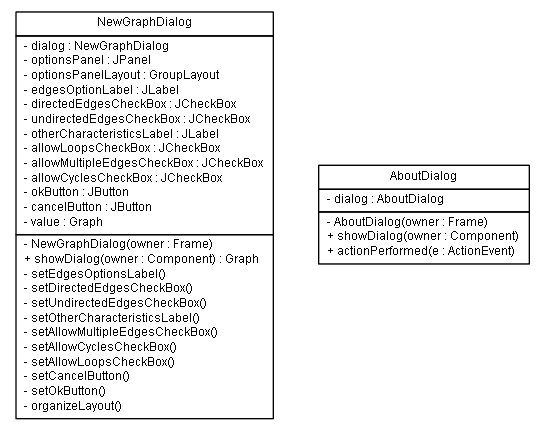 NewGraphDialog
- dialog : NewGraphDialog
- optionsPanel : JPanel
- optionsPanelLayout : GroupLayout
- edgesOptionLabel : JLabel
- directedEdgesCheckBox : JCheckBox
- undirectedEdgesCheckBox : JCheckBox
- otherCharacteristicsLabel : JLabel
- allowLoopsCheckBox : JCheckBox
- allowMultipleEdgesCheckBox : JCheckBox
- allowCyclesCheckBox : JCheckBox
- okButton : JButton
- cancelButton : JButton
- value : Graph
- NewGraphDialog(owner : Frame)
+ showDialog(owner : Component) : Graph
- setEdgesOptionsLabel()
- setDirectedEdgesCheckBox()
- setUndirectedEdgesCheckBox()
- setOtherCharacteristicsLabel()
- setAllowMultipleEdgesCheckBox()
- setAllowCyclesCheckBox()
- setAllowLoopsCheckBox()
- setCancelButton()
- setOkButton()
- organizeLayout()
AboutDialog
- dialog : AboutDialog
- AboutDialog(owner : Frame)
+ showDialog(owner : Component)
+ actionPerformed(e : ActionEvent)